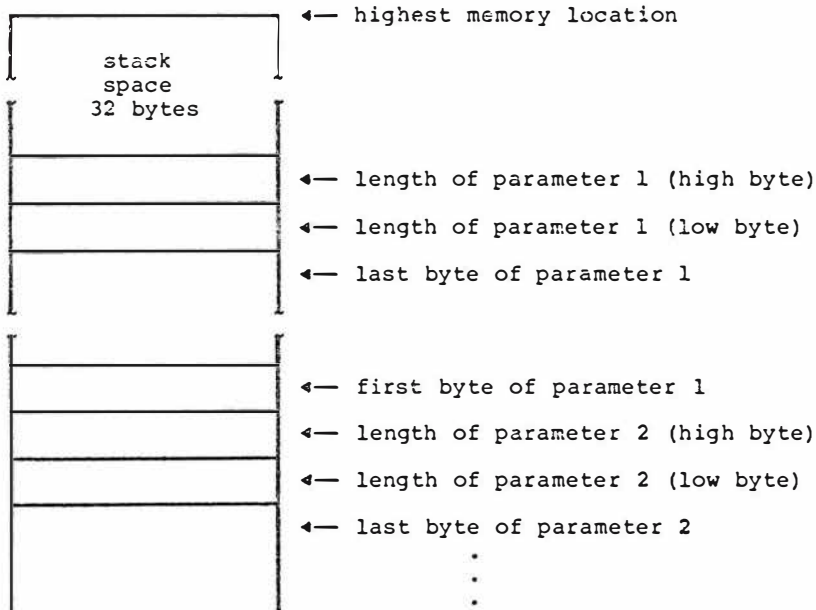 highest memory location
stack
space
32 bytes
length of parameter 1 (high byte)
length of parameter 1 (low byte)
last byte of parameter 1
first byte of parameter 1
length of parameter 2 (high byte)
length of parameter 2 (low byte)
last byte of parameter 2
.
.
.